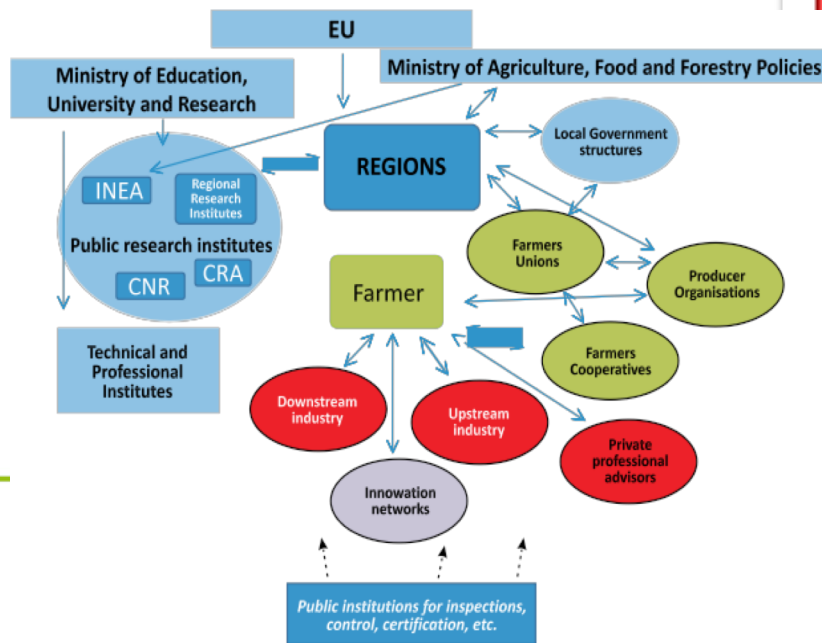 EU
Ministry of Education,
University and Research
Ministry of Agriculture, Food and Forestry Policies
INEA
Regional
Research
Institutes
Public research institutes
CNR
CRA
REGIONS
Local Government
structures
Farmers
Unions
Producer
Organisations
Farmer
Farmers
Cooperatives
Technical and
Professional
Institutes
Downstream
industry
Upstream
industry
Private
professional
advisors
Innowation
networks
Public institutions for inspections,
control, certification, etc.